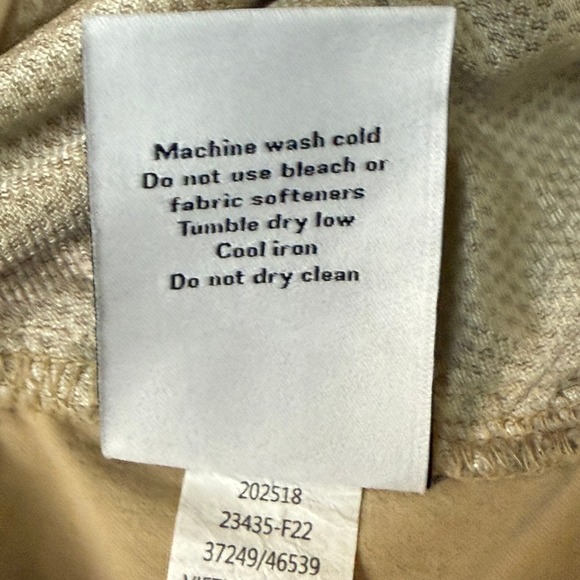 Machine wash cold
Do not use bleach or
fabric softeners
Tumble dry low
Cool iron
Do not dry clean
202518
23435-F22
37249/46539